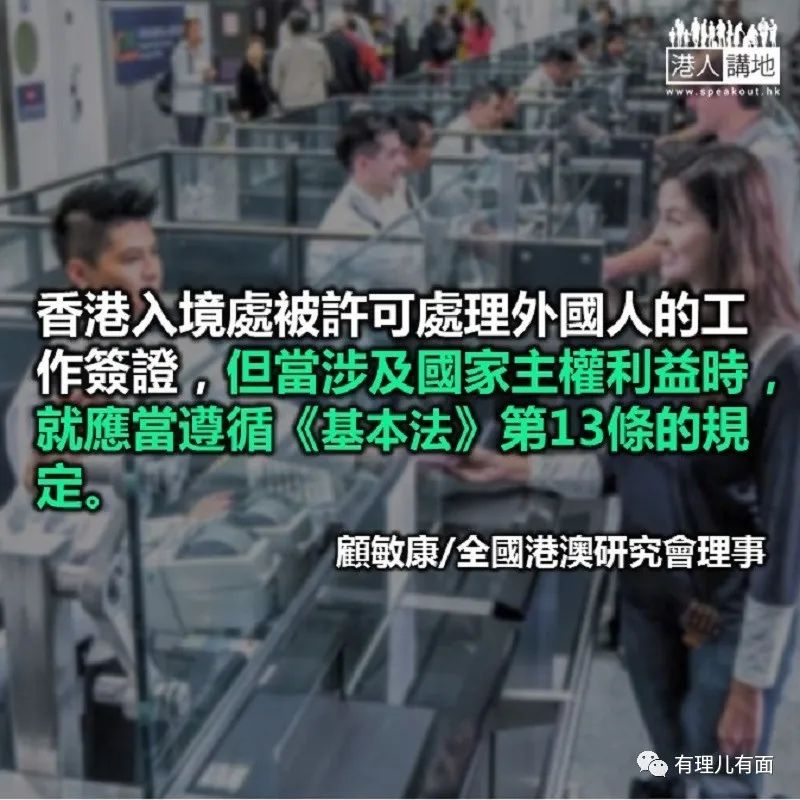 港人講地
www.speakout.hk
香港入境處被許可處理外國人的工
作簽證，但當涉及國家主權利益時，
就應當遵循《基本法》第13條的規
定。
顧敏康/全國港澳研究會理事
有理儿有面